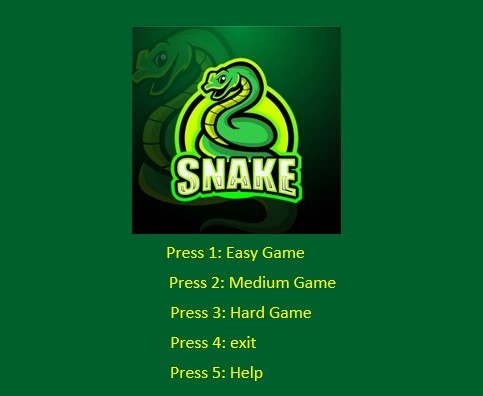 SNAKE
Press 1: Easy Game
Press 2: Medium Game
Press 3: Hard Game
Press 4: exit
Press 5: Help